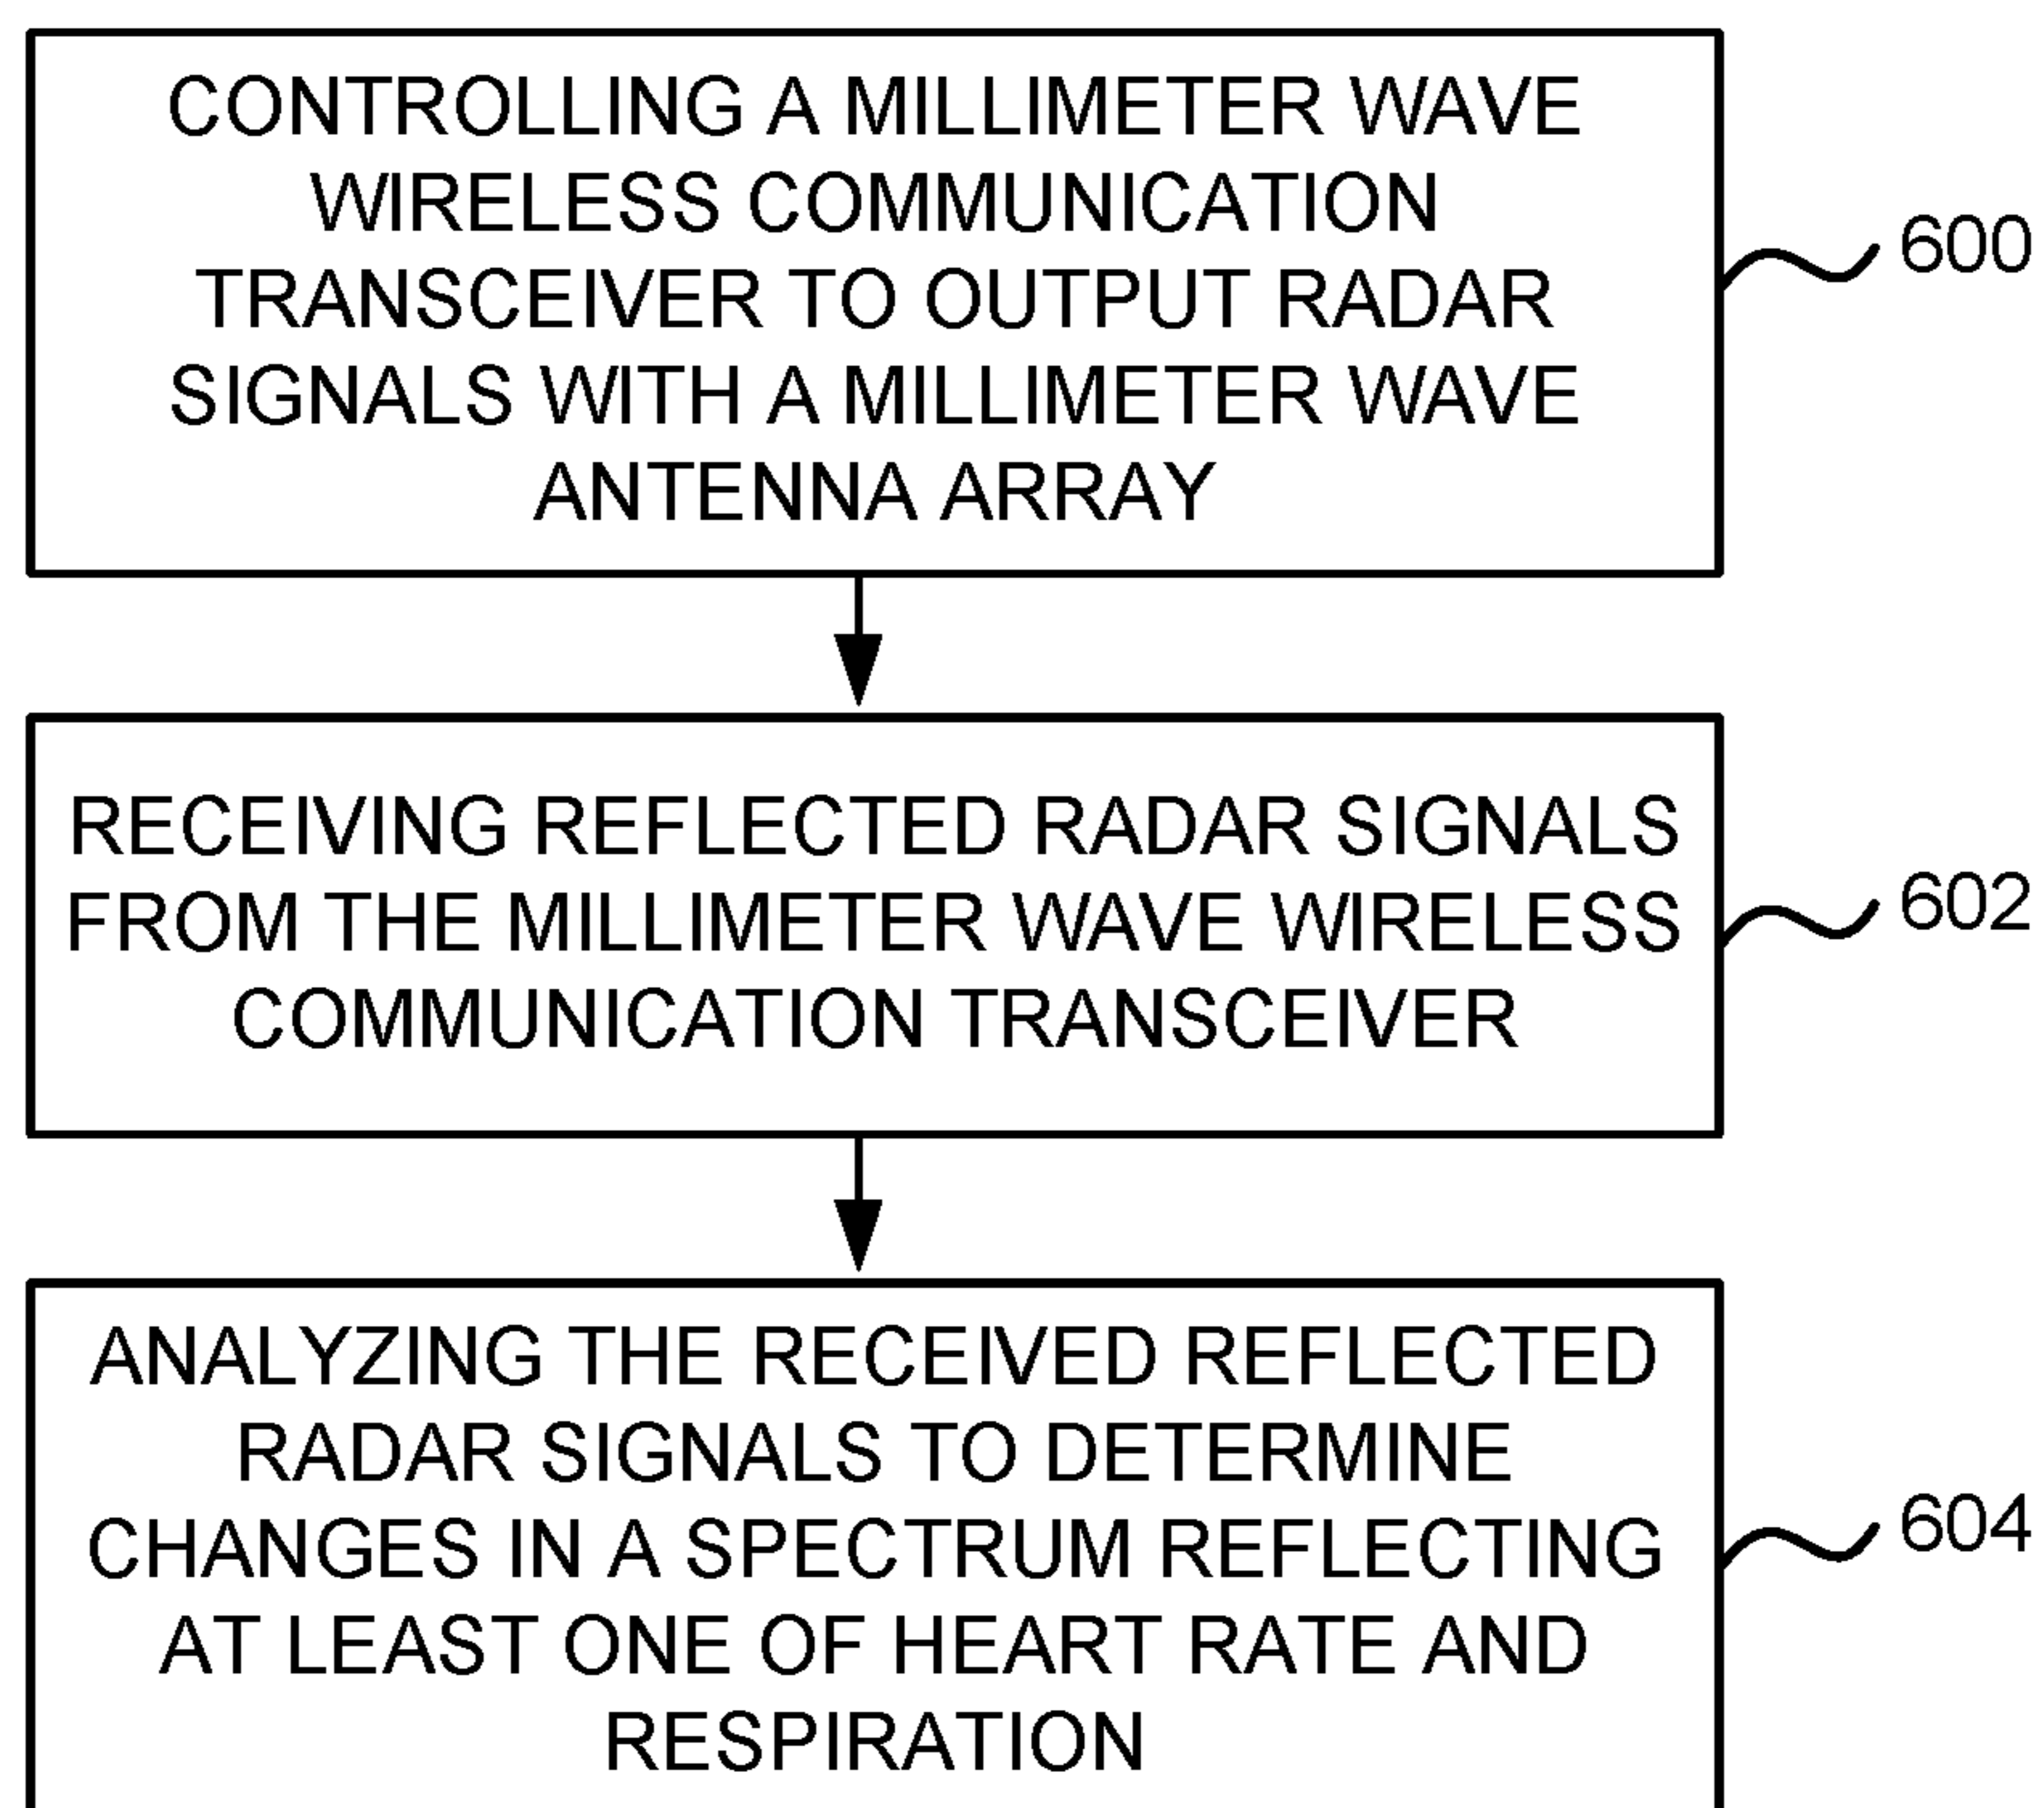 CONTROLLING A MILLIMETER WAVE
WIRELESS COMMUNICATION
TRANSCEIVER TO OUTPUT RADAR
SIGNALS WITH A MILLIMETER WAVE
ANTENNA ARRAY
600
RECEIVING REFLECTED RADAR SIGNALS
FROM THE MILLIMETER WAVE WIRELESS
COMMUNICATION TRANSCEIVER
602
ANALYZING THE RECEIVED REFLECTED
RADAR SIGNALS TO DETERMINE
CHANGES IN A SPECTRUM REFLECTING
AT LEAST ONE OF HEART RATE AND
RESPIRATION
604